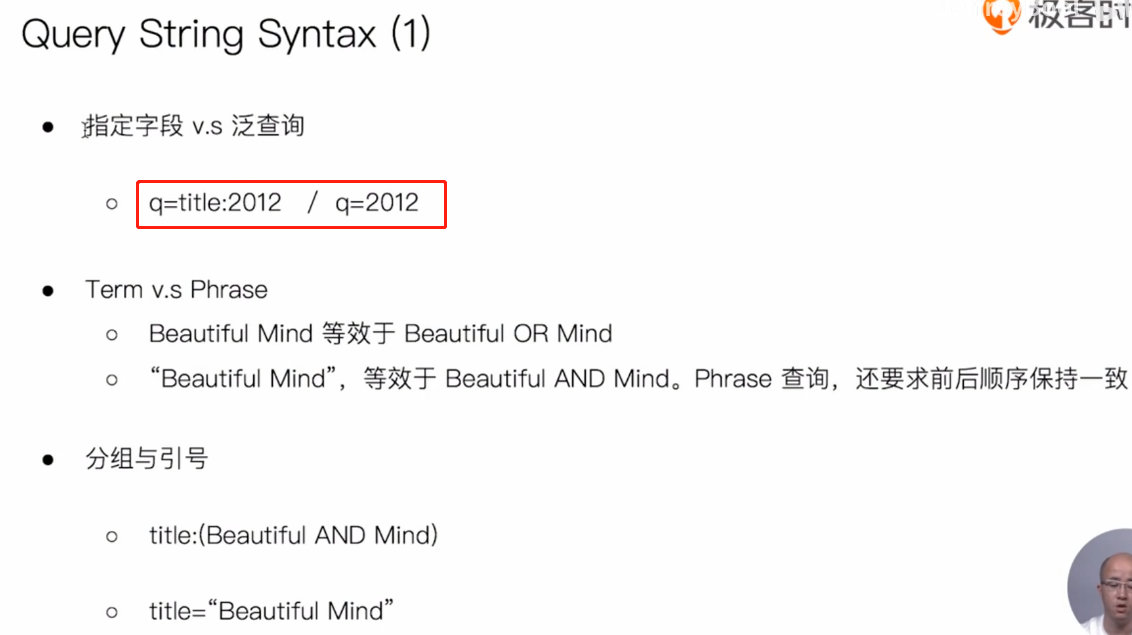 Query String Syntax (1)
极客时
指定字段 v.s 泛查询
q=title:2012 / q=2012
Term v.s Phrase
Beautiful Mind 等效于 Beautiful OR Mind
“Beautiful Mind”，等效于 Beautiful AND Mind。Phrase 查询，还要求前后顺序保持一致
分组与引号
title:(Beautiful AND Mind)
title=“Beautiful Mind”